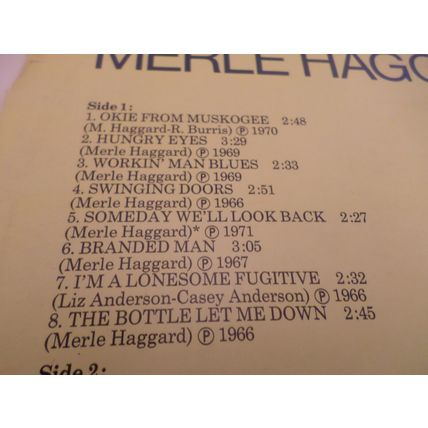 MERLE HAGG
Side 1:
1. OKIE FROM MUSKOGEE 2:48
(M. Haggard-R. Burris) ℗ 1970
2. HUNGRY EYES 3:29
(Merle Haggard) ℗ 1969
3. WORKIN' MAN BLUES 2:33
(Merle Haggard) ℗ 1969
4. SWINGING DOORS 2:51
(Merle Haggard) ℗ 1966
5. SOMEDAY WE'LL LOOK BACK 2:27
(Merle Haggard)* ℗ 1971
6. BRANDED MAN 3:05
(Merle Haggard) ℗ 1967
7. I'M A LONESOME FUGITIVE 2:32
(Liz Anderson-Casey Anderson) ℗ 1966
8. THE BOTTLE LET ME DOWN 2:45
(Merle Haggard) ℗ 1966
Side 2: